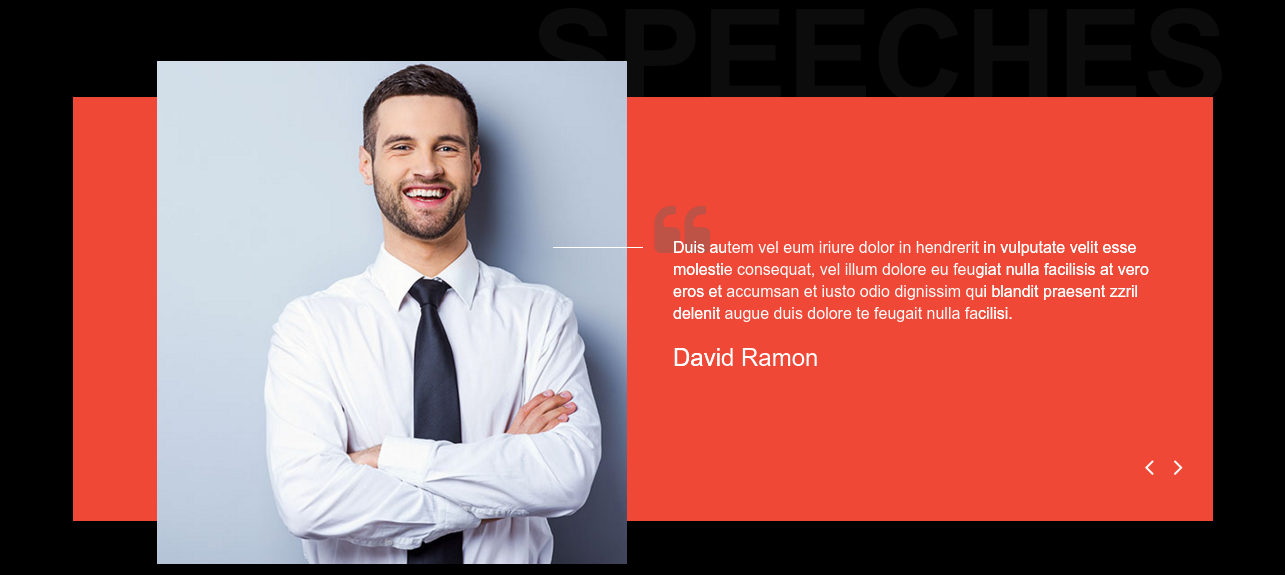 SPEECHES
“
Duis autem vel eum iriure dolor in hendrerit in vulputate velit esse
molestie consequat, vel illum dolore eu feugiat nulla facilisis at vero
eros et accumsan et iusto odio dignissim qui blandit praesent zzril
delenit augue duis dolore te feugait nulla facilisi.
David Ramon